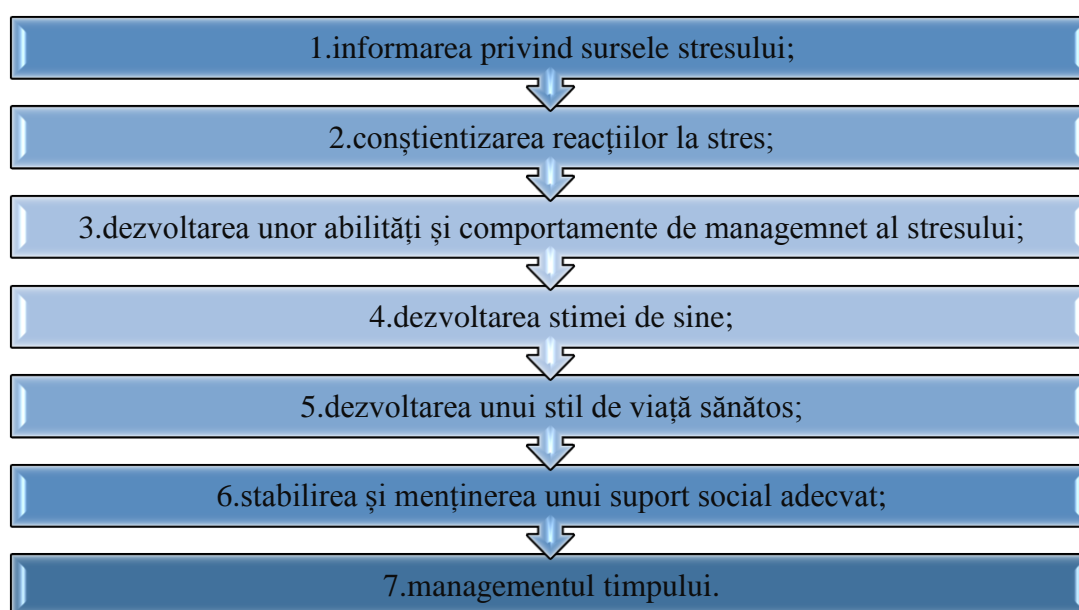 1.informarea privind sursele stresului;
2.conștientizarea reacțiilor la stres;
3.dezvoltarea unor abilități și comportamente de managemnet al stresului;
4.dezvoltarea stimei de sine;
5.dezvoltarea unui stil de viață sănătos;
6.stabilirea și menținerea unui suport social adecvat;
7.managementul timpului.